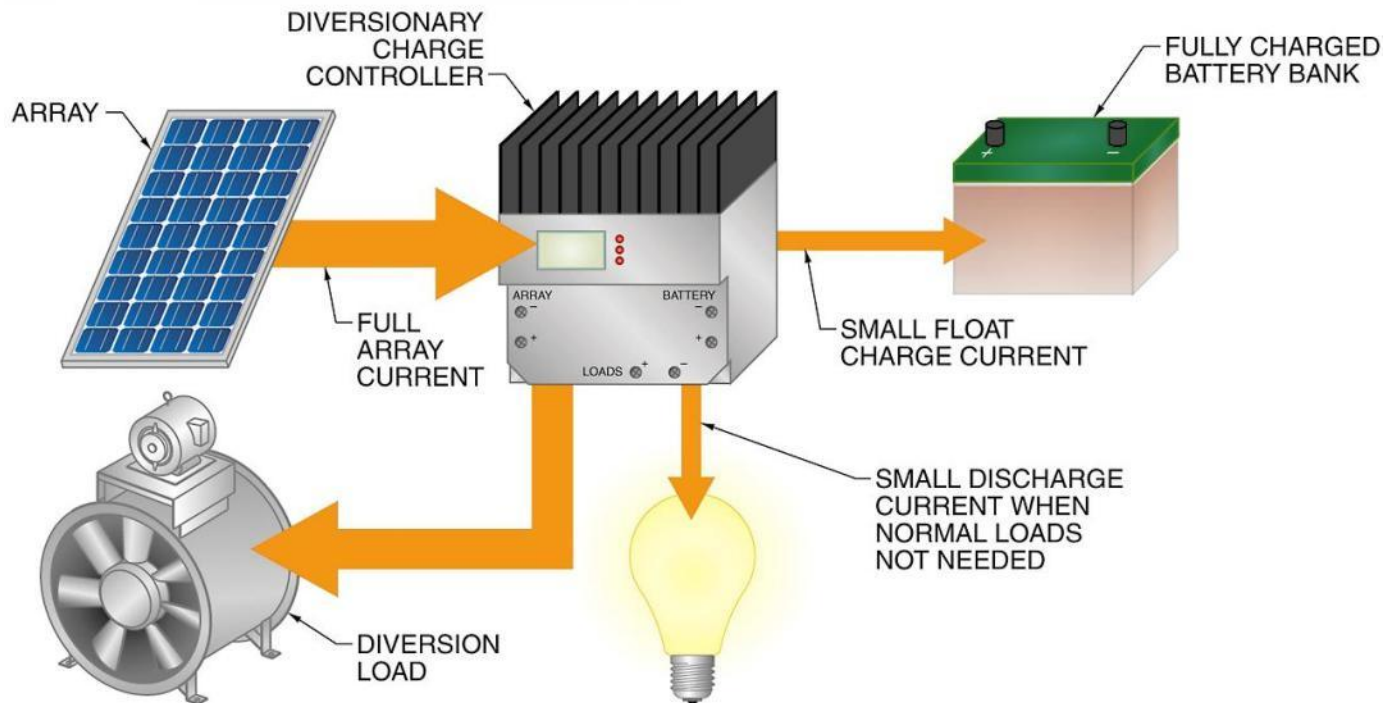 DIVERSIONARY
CHARGE
CONTROLLER
FULLY CHARGED
BATTERY BANK
ARRAY
+ −
ARRAY BATTERY
− −
+ +
LOADS + −
FULL
ARRAY
CURRENT
SMALL FLOAT
CHARGE CURRENT
SMALL DISCHARGE
CURRENT WHEN
NORMAL LOADS
NOT NEEDED
DIVERSION
LOAD